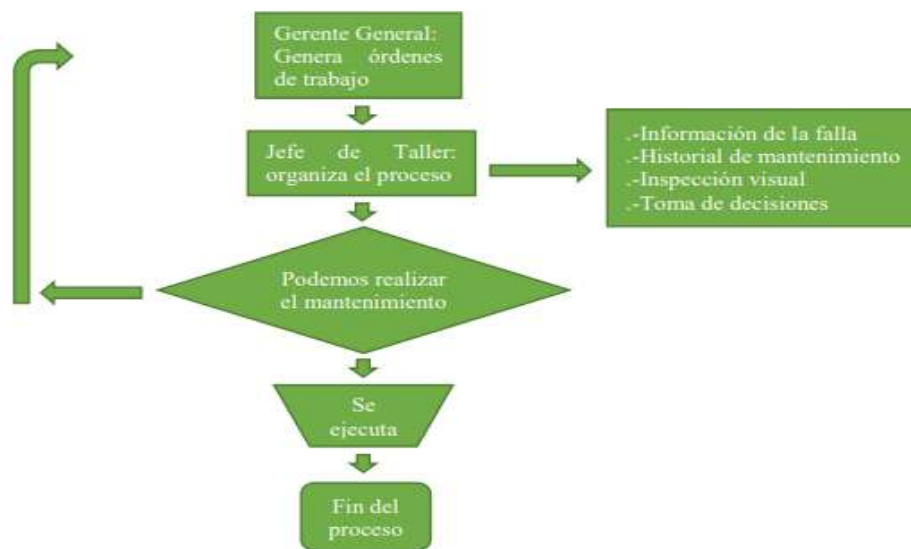 Gerente General:
Genera órdenes
de trabajo
Jefe de Taller:
organiza el proceso
.-Información de la falla
.-Historial de mantenimiento
.-Inspección visual
.-Toma de decisiones
Podemos realizar
el mantenimiento
Se
ejecuta
Fin del
proceso